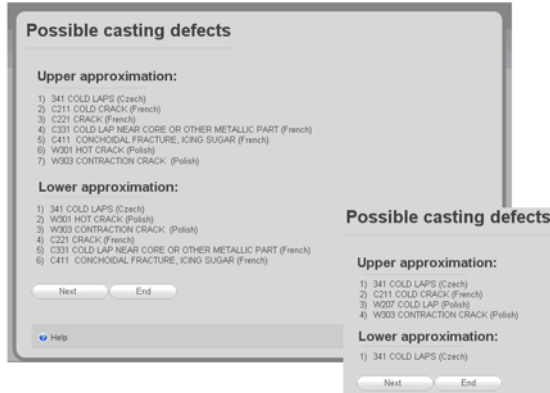 Possible casting defects
Upper approximation:
1) 341 COLD LAPS (Czech)
2) C211 COLD CRACK (French)
3) C221 CRACK (French)
4) C331 COLD LAP NEAR CORE OR OTHER METALLIC PART (French)
5) C411 CONCHOIDAL FRACTURE, ICING SUGAR (French)
6) W301 HOT CRACK (Polish)
7) W303 CONTRACTION CRACK (Polish)
Lower approximation:
1) 341 COLD LAPS (Czech)
2) W301 HOT CRACK (Polish)
3) W303 CONTRACTION CRACK (Polish)
4) C221 CRACK (French)
5) C331 COLD LAP NEAR CORE OR OTHER METALLIC PART (French)
6) C411 CONCHOIDAL FRACTURE, ICING SUGAR (French)
Next End
Help
Possible casting defects
Upper approximation:
1) 341 COLD LAPS (Czech)
2) C211 COLD CRACK (French)
3) W207 COLD LAP (Polish)
4) W303 CONTRACTION CRACK (Polish)
Lower approximation:
1) 341 COLD LAPS (Czech)
Next End